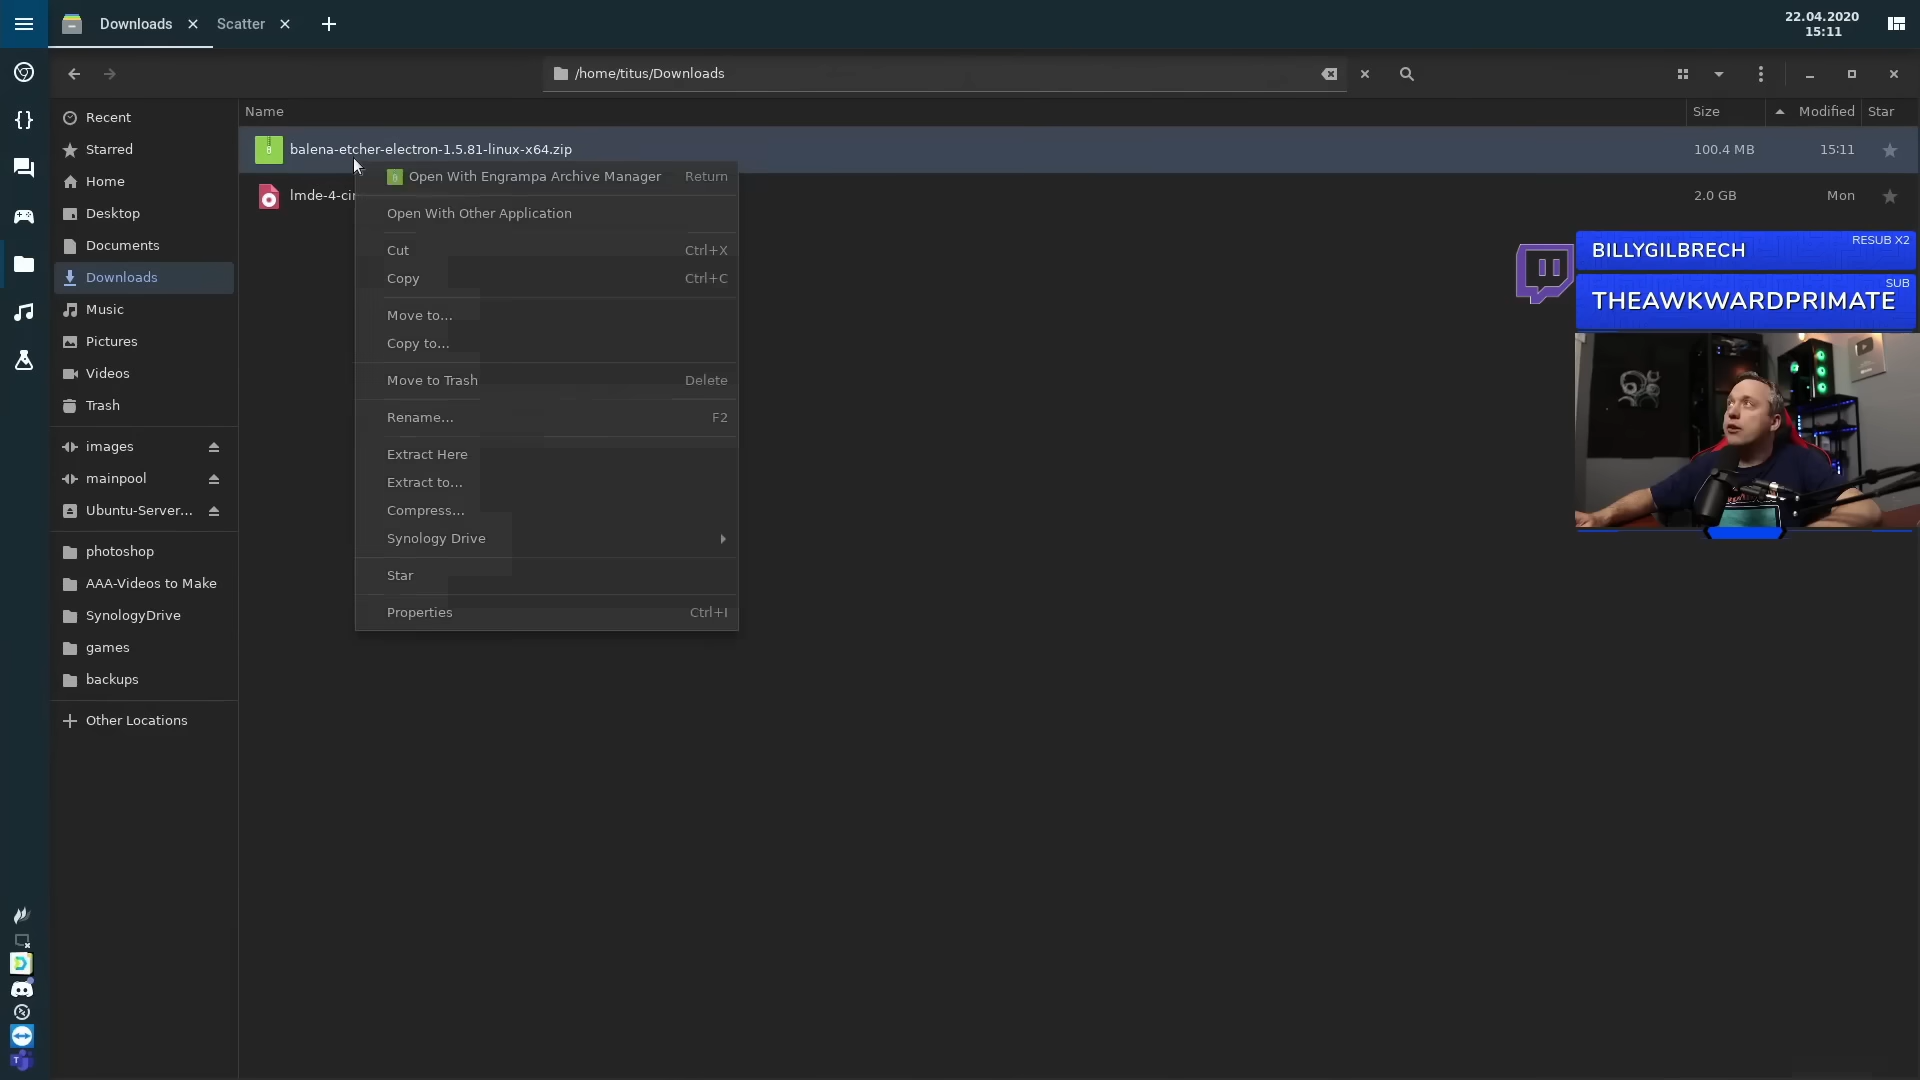 Downloads
Scatter
22.04.2020
15:11
/home/titus/Downloads
Recent
Starred
Home
Desktop
Documents
Downloads
Music
Pictures
Videos
Trash
images
mainpool
Ubuntu-Server...
photoshop
AAA-Videos to Make
SynologyDrive
games
backups
Other Locations
Name Size Modified Star
balena-etcher-electron-1.5.81-linux-x64.zip 100.4 MB 15:11
lmde-4-cin 2.0 GB Mon
Open With Engrampa Archive Manager Return
Open With Other Application
Cut Ctrl+X
Copy Ctrl+C
Move to...
Copy to...
Move to Trash Delete
Rename... F2
Extract Here
Extract to...
Compress...
Synology Drive
Star
Properties Ctrl+I
BILLYGILBRECH RESUB X2
THEAWKWARDPRIMATE SUB